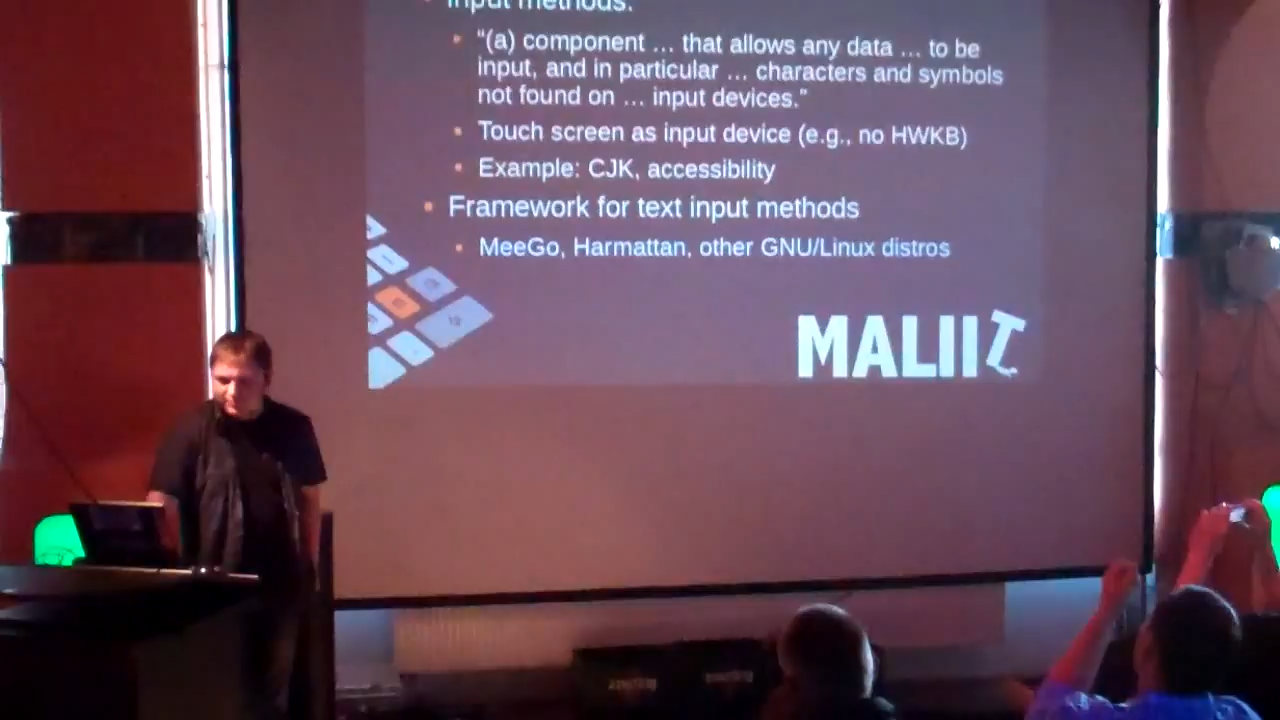 Input methods:
“(a) component … that allows any data … to be
input, and in particular … characters and symbols
not found on … input devices.”
Touch screen as input device (e.g., no HWKB)
Example: CJK, accessibility
Framework for text input methods
MeeGo, Harmattan, other GNU/Linux distros
MALIIT